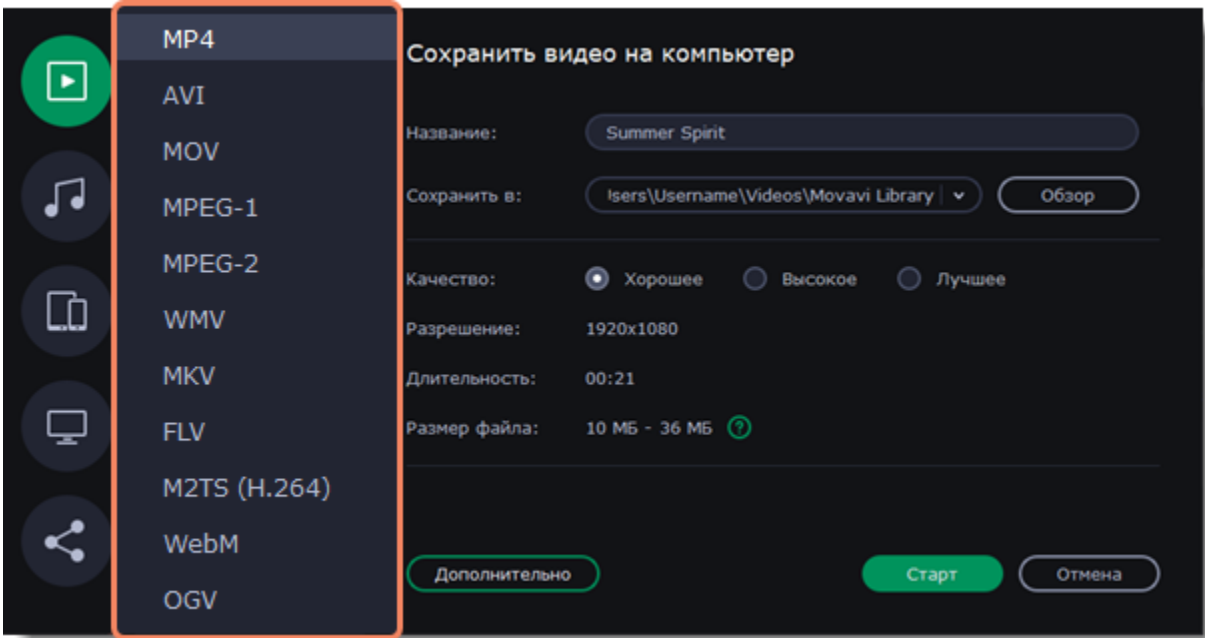 MP4
AVI
MOV
MPEG-1
MPEG-2
WMV
MKV
FLV
M2TS (H.264)
WebM
OGV
Сохранить видео на компьютер
Название: Summer Spirit
Сохранить в: sers\Username\Videos\Movavi Library Обзор
Качество: Хорошее Высокое Лучшее
Разрешение: 1920x1080
Длительность: 00:21
Размер файла: 10 МБ - 36 МБ ?
Дополнительно Старт Отмена